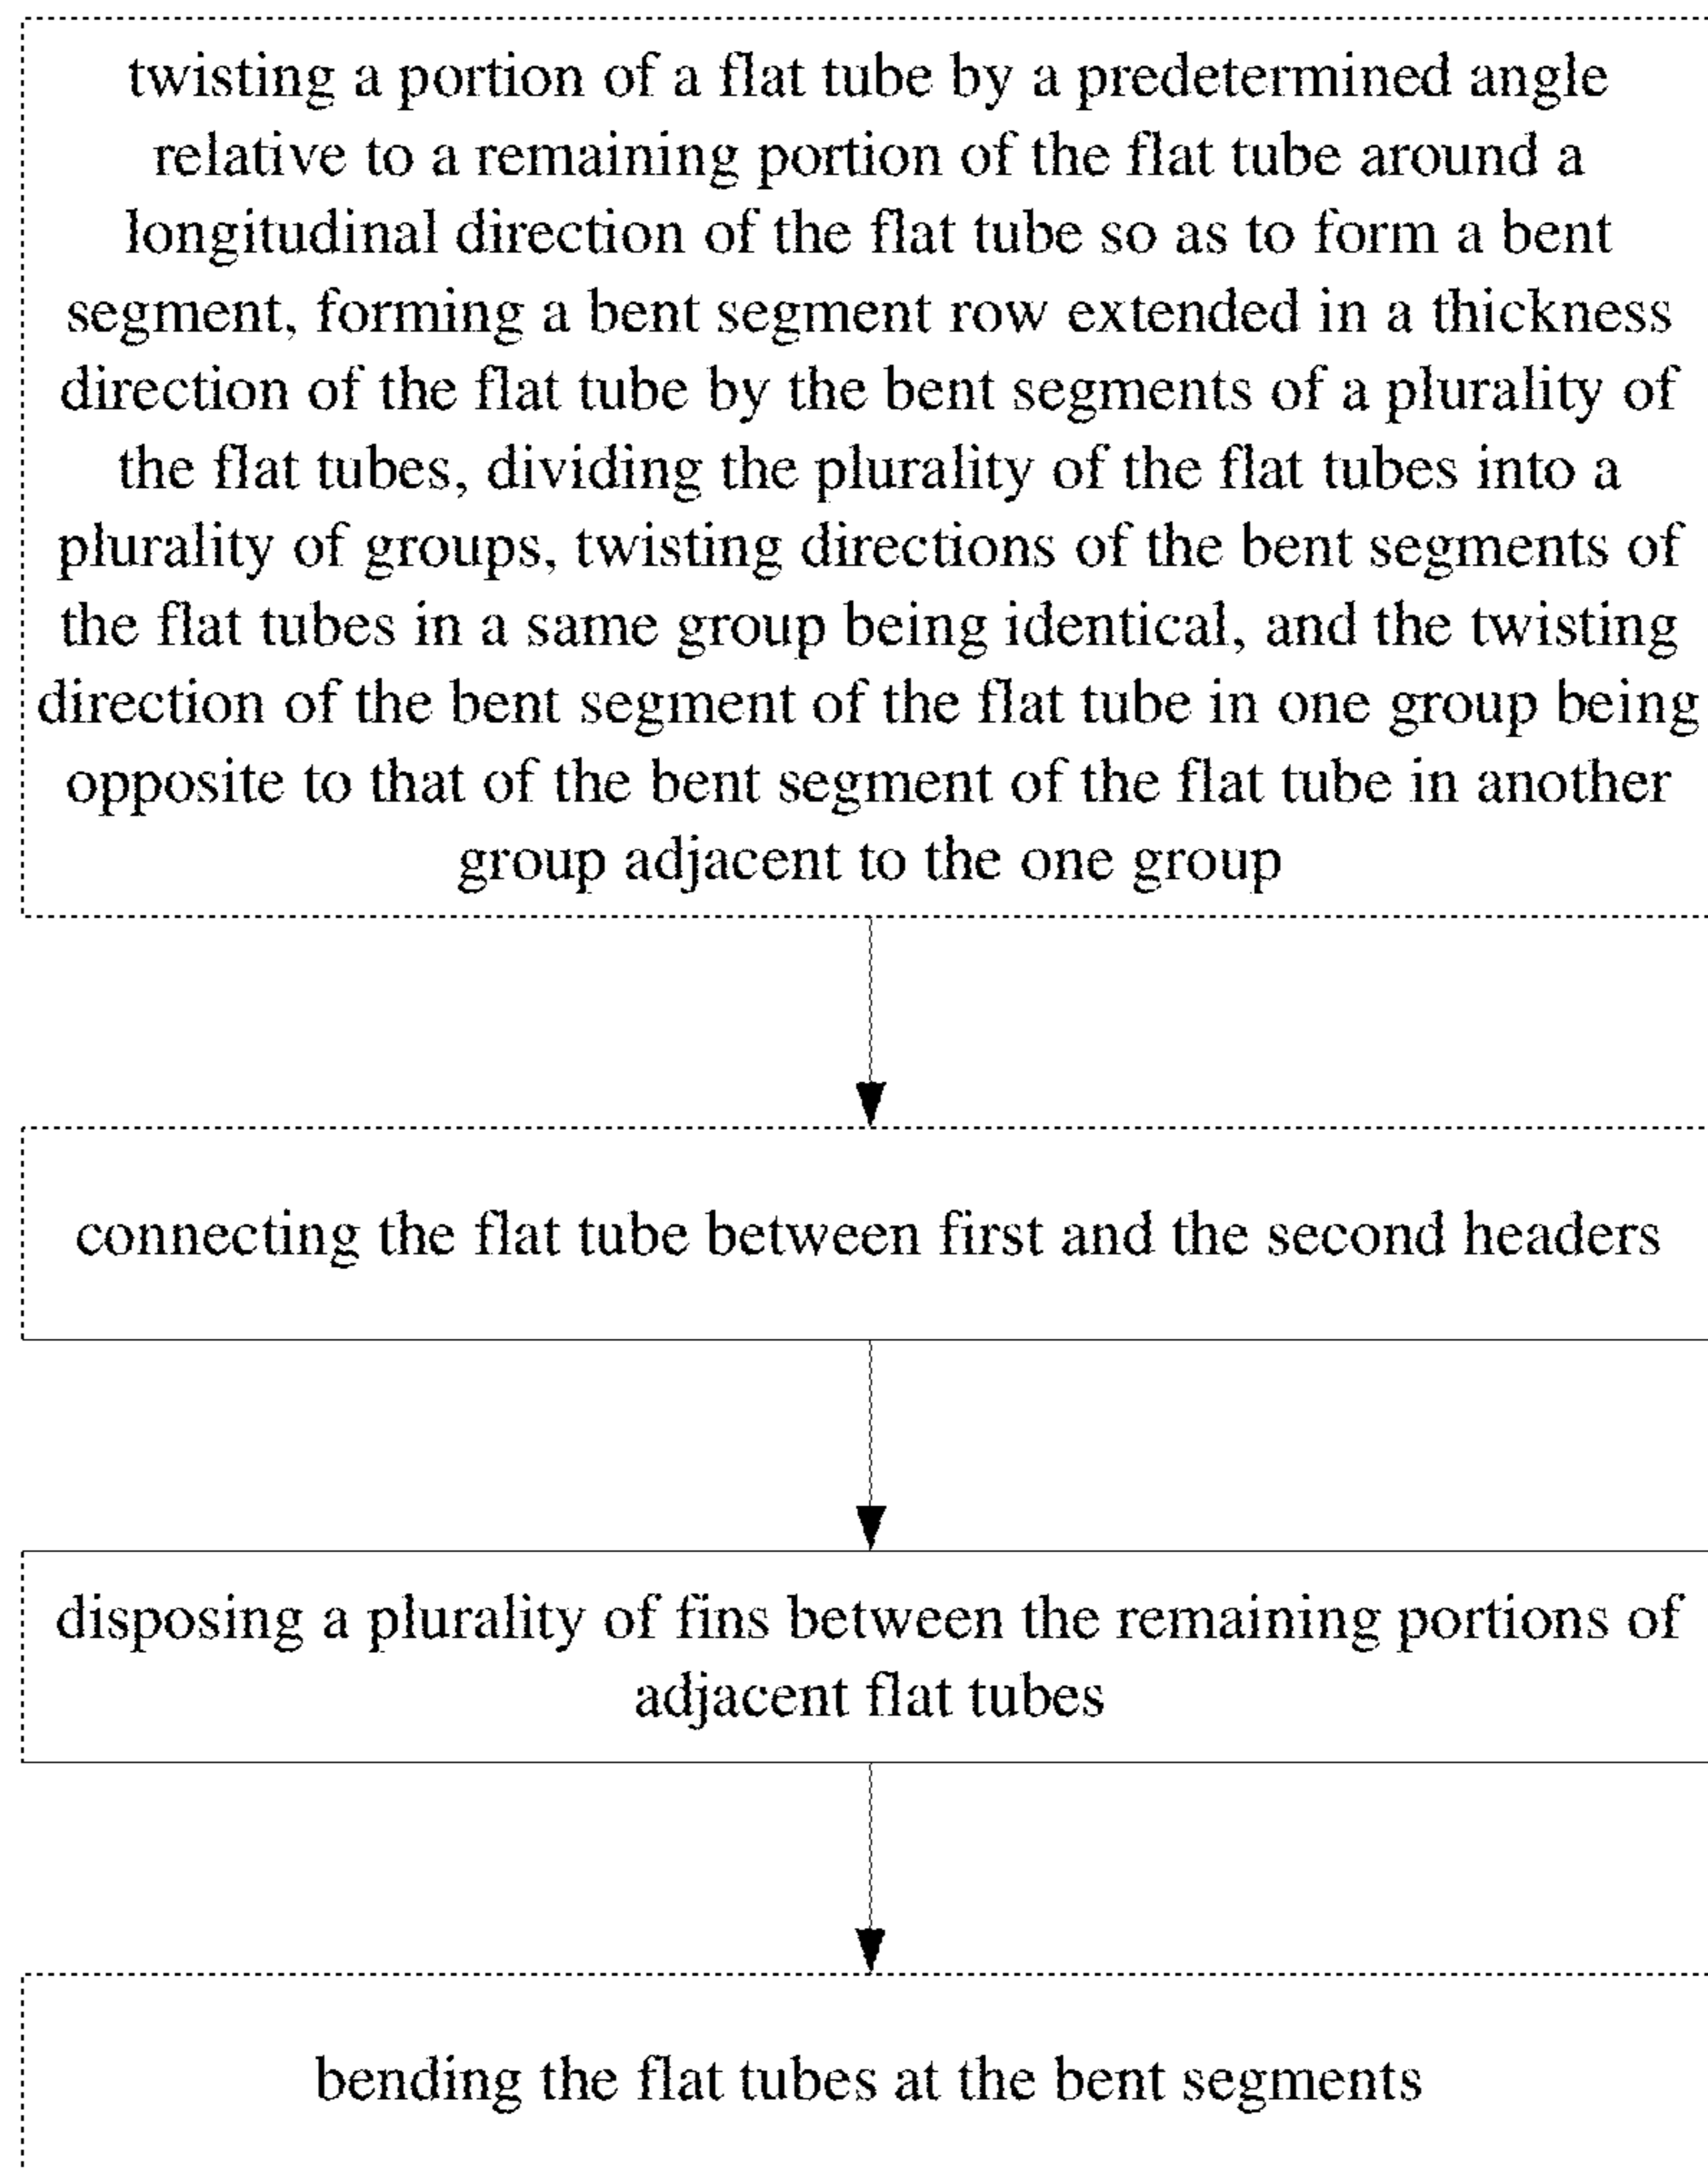 twisting a portion of a flat tube by a predetermined angle
relative to a remaining portion of the flat tube around a
longitudinal direction of the flat tube so as to form a bent
segment, forming a bent segment row extended in a thickness
direction of the flat tube by the bent segments of a plurality of
the flat tubes, dividing the plurality of the flat tubes into a
plurality of groups, twisting directions of the bent segments of
the flat tubes in a same group being identical, and the twisting
direction of the bent segment of the flat tube in one group being
opposite to that of the bent segment of the flat tube in another
group adjacent to the one group
connecting the flat tube between first and the second headers
disposing a plurality of fins between the remaining portions of
adjacent flat tubes
bending the flat tubes at the bent segments